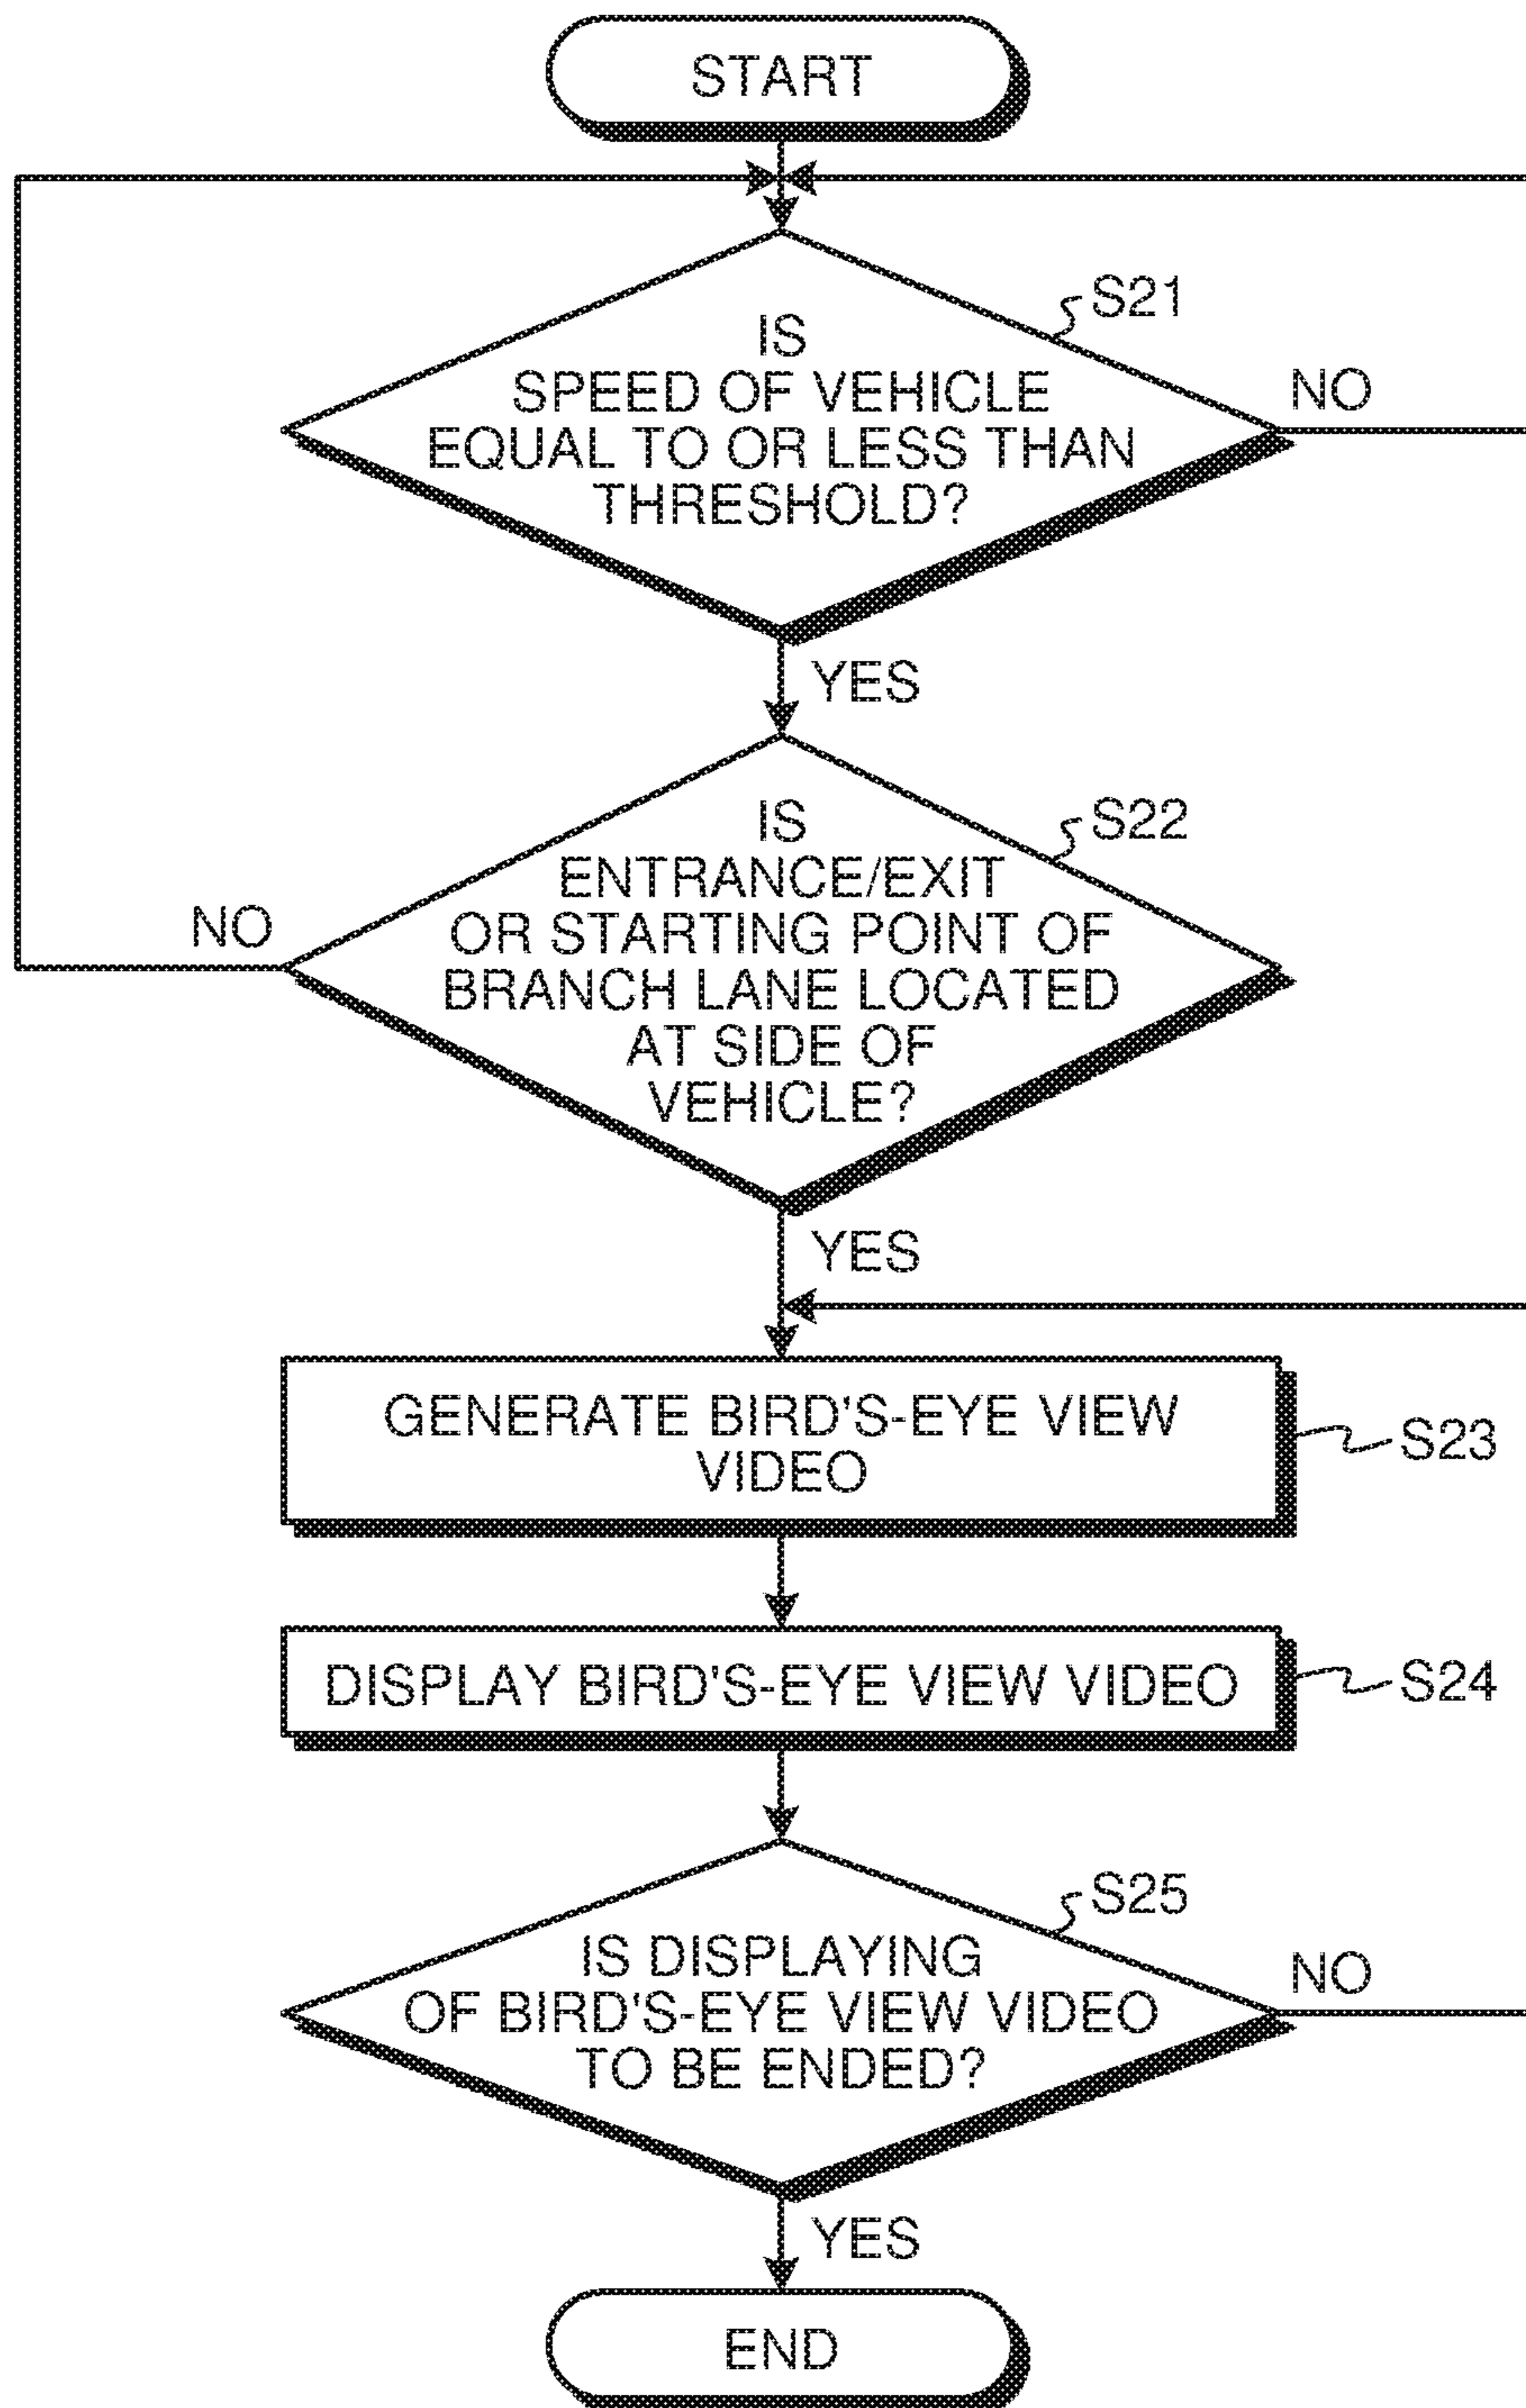 START
S21
IS
SPEED OF VEHICLE
EQUAL TO OR LESS THAN
THRESHOLD?
NO
YES
S22
IS
ENTRANCE/EXIT
OR STARTING POINT OF
BRANCH LANE LOCATED
AT SIDE OF
VEHICLE?
NO
YES
GENERATE BIRD'S-EYE VIEW
VIDEO
S23
DISPLAY BIRD'S-EYE VIEW VIDEO
S24
S25
IS DISPLAYING
OF BIRD'S-EYE VIEW VIDEO
TO BE ENDED?
NO
YES
END